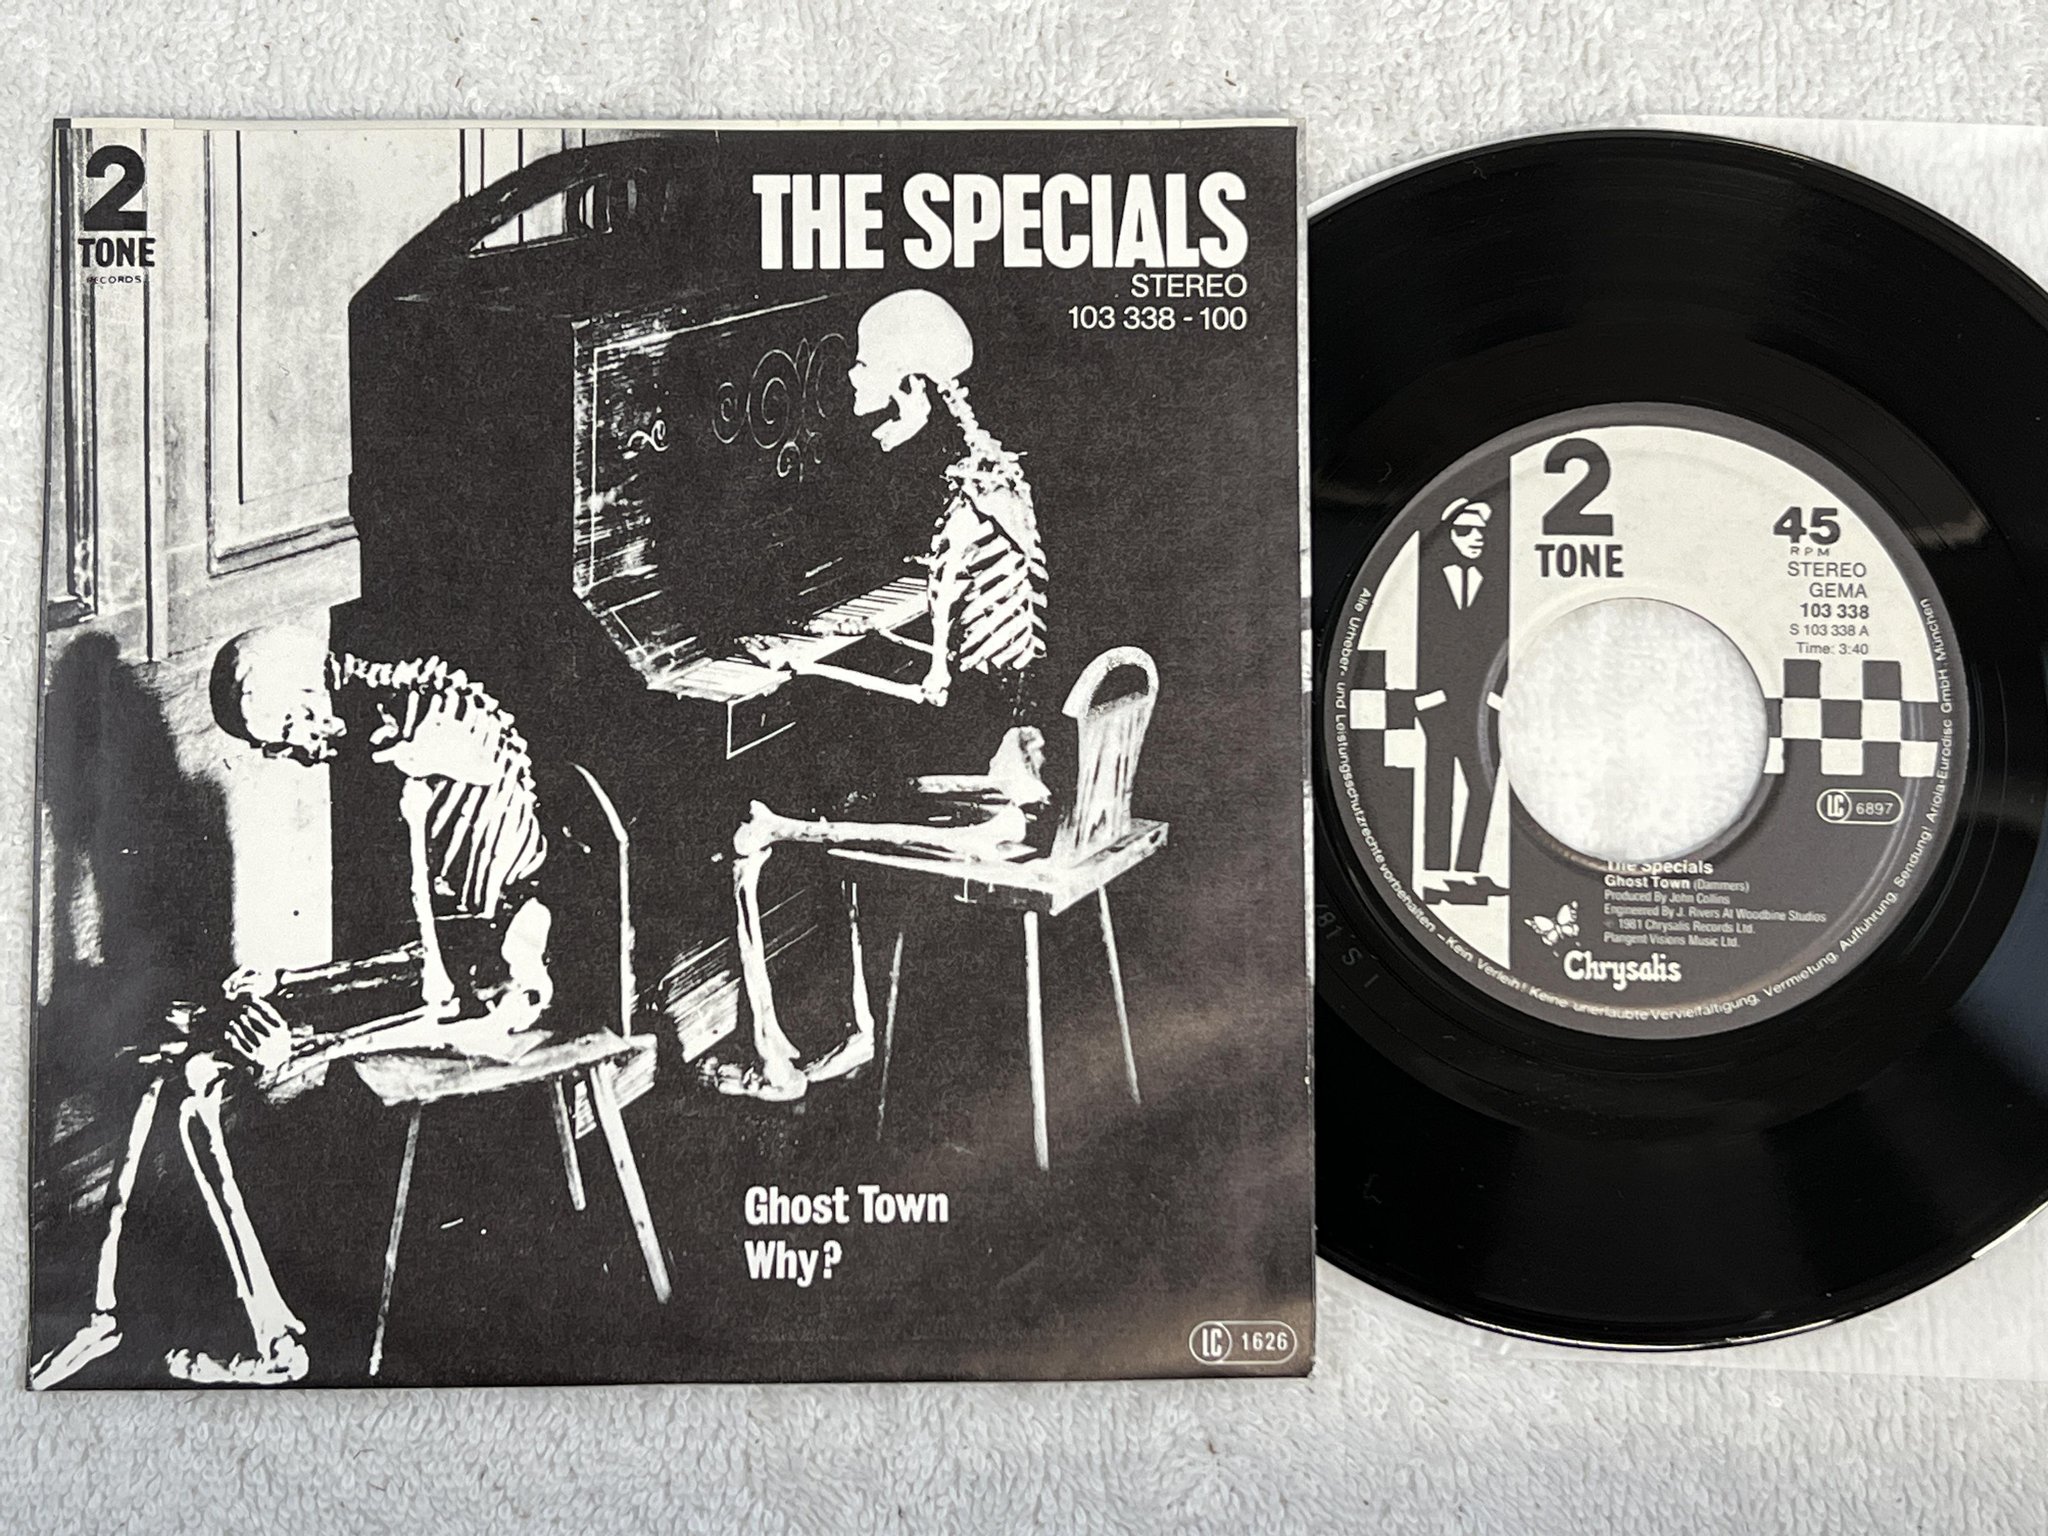 2
TONE
RECORDS
THE SPECIALS
STEREO
103 338 - 100
Ghost Town
Why?
LC 1626
2
TONE
45
RPM
STEREO
GEMA
103 338
S 103 338 A
Time: 3:40
LC 6897
The Specials
Ghost Town (Dammers)
Produced By John Collins
Engineered By J. Rivers At Woodbine Studios
℗ 1981 Chrysalis Records Ltd.
Plangent Visions Music Ltd.
Chrysalis
Alle Urheber- und Leistungsschutzrechte vorbehalten – Kein Verleih! Keine unerlaubte Vervielfältigung, Vermietung, Aufführung, Sendung! Ariola-Eurodisc GmbH, München